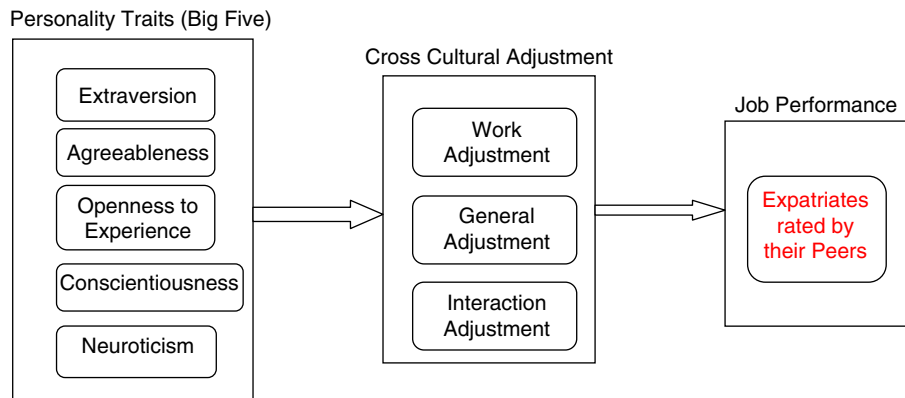 Personality Traits (Big Five)
Extraversion
Agreeableness
Openness to
Experience
Conscientiousness
Neuroticism
Cross Cultural Adjustment
Work
Adjustment
General
Adjustment
Interaction
Adjustment
Job Performance
Expatriates
rated by
their Peers